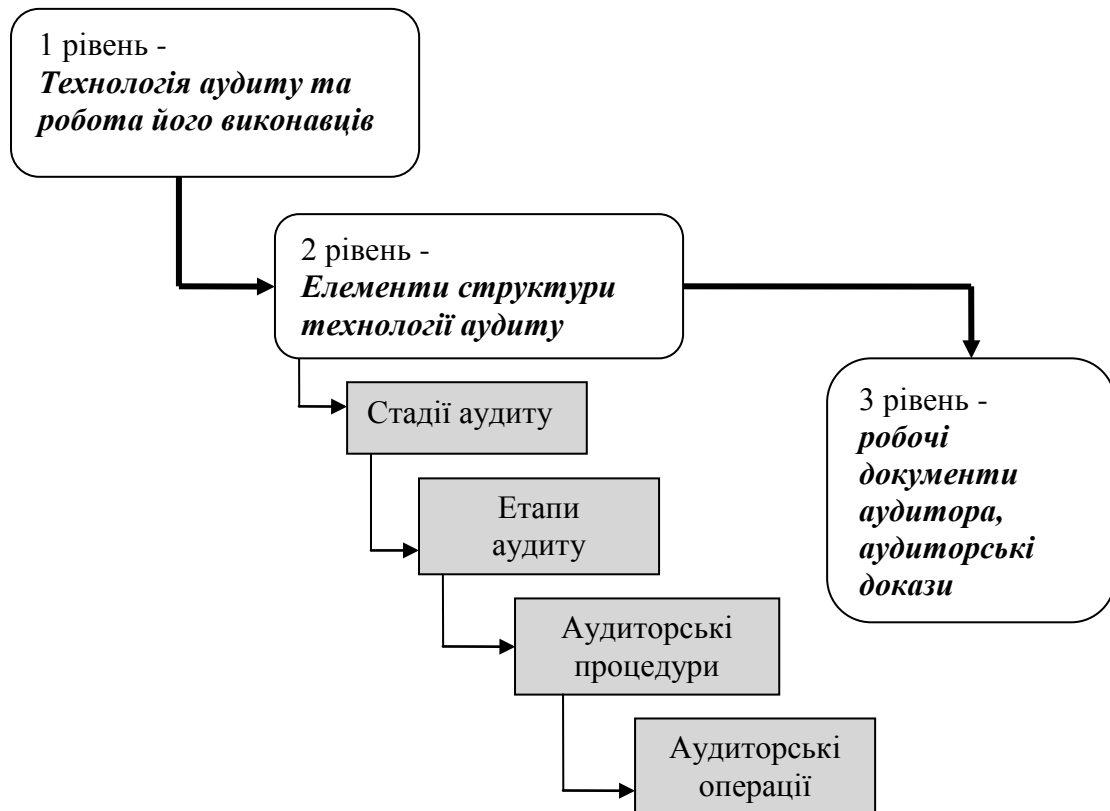 1 рівень -
Технологія аудиту та
робота його виконавців
2 рівень -
Елементи структури
технології аудиту
Стадії аудиту
Етапи
аудиту
Аудиторські
процедури
Аудиторські
операції
3 рівень -
робочі
документи
аудитора,
аудиторські
докази